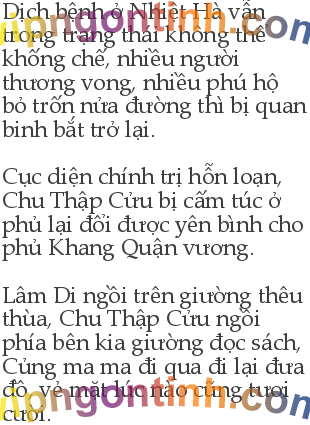 Dịch bệnh ở Nhiệt Hà vẫn
trong trạng thái không thể
khống chế, nhiều người
thương vong, nhiều phú hộ
bỏ trốn nửa đường thì bị quan
binh bắt trở lại.
Cục diện chính trị hỗn loạn,
Chu Thập Cửu bị cấm túc ở
phủ lại đổi được yên bình cho
phủ Khang Quận vương.
Lâm Di ngồi trên giường thêu
thùa, Chu Thập Cửu ngồi
phía bên kia giường đọc sách,
Củng ma ma đi qua đi lại đưa
đồ, vẻ mặt lúc nào cũng tươi
cười.
vipngontinh.com
vipngontinh.com